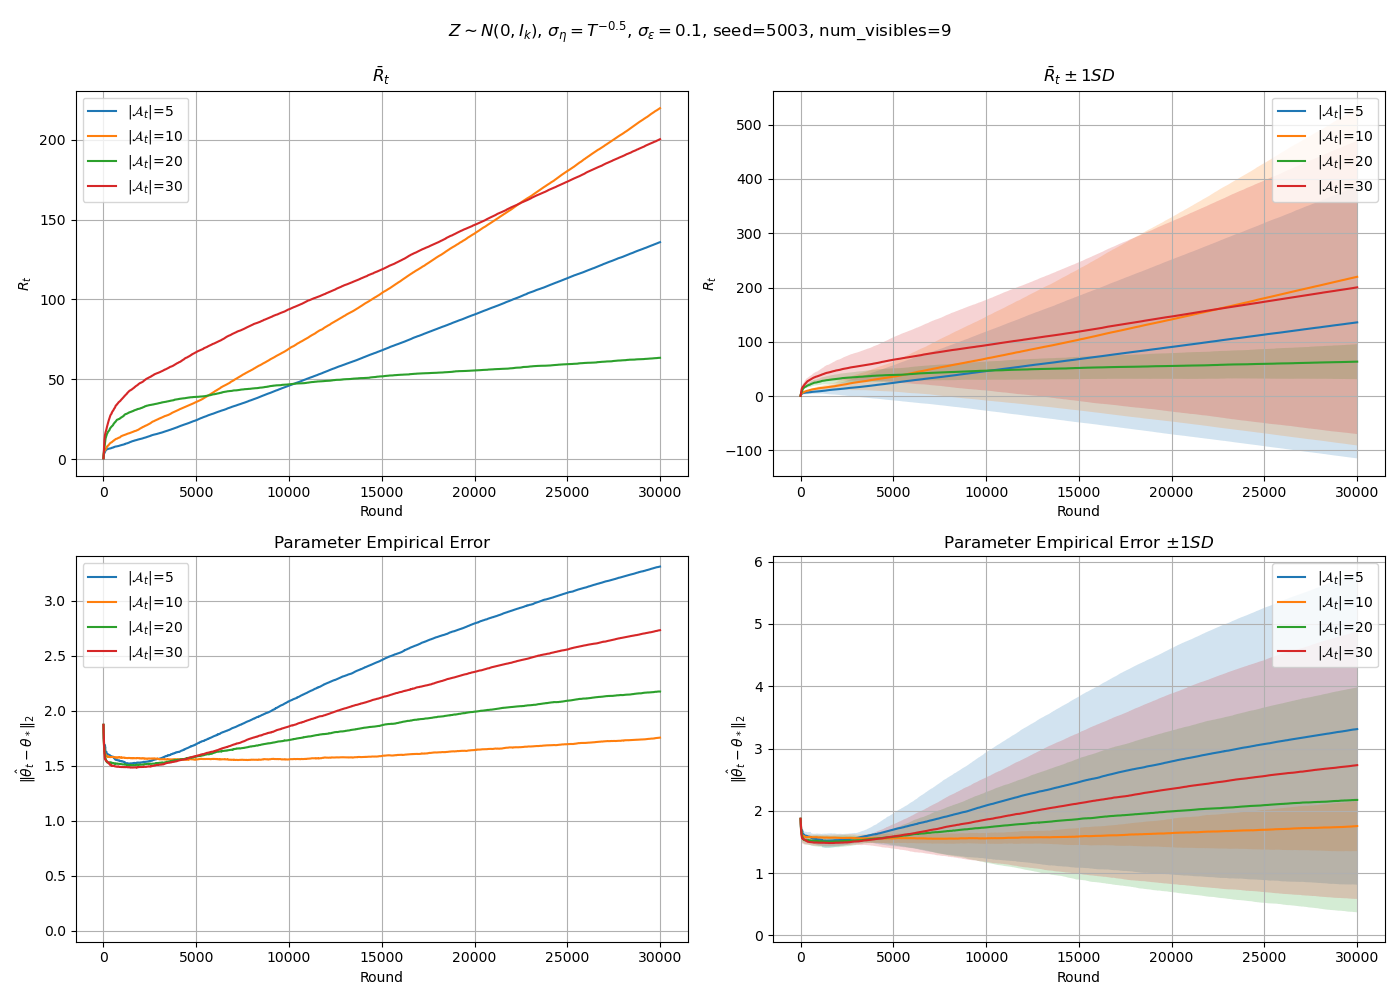 Z ∼ N(0, I_k), σ_η = T^{−0.5}, σ_ε = 0.1, seed=5003, num_visibles=9
R̄_t
R_t
200
150
100
50
0
|𝒜_t|=5
|𝒜_t|=10
|𝒜_t|=20
|𝒜_t|=30
0 5000 10000 15000 20000 25000 30000
Round
R̄_t ± 1SD
R_t
500
400
300
200
100
0
−100
|𝒜_t|=5
|𝒜_t|=10
|𝒜_t|=20
|𝒜_t|=30
0 5000 10000 15000 20000 25000 30000
Round
Parameter Empirical Error
‖θ̂_t − θ_*‖_2
3.0
2.5
2.0
1.5
1.0
0.5
0.0
|𝒜_t|=5
|𝒜_t|=10
|𝒜_t|=20
|𝒜_t|=30
0 5000 10000 15000 20000 25000 30000
Round
Parameter Empirical Error ±1SD
‖θ̂_t − θ_*‖_2
6
5
4
3
2
1
0
|𝒜_t|=5
|𝒜_t|=10
|𝒜_t|=20
|𝒜_t|=30
0 5000 10000 15000 20000 25000 30000
Round